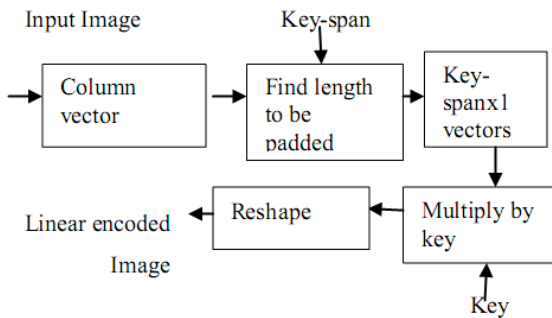 Input Image
Key-span
Column
vector
Find length
to be
padded
Key-
spanx1
vectors
Multiply by
key
Reshape
Linear encoded
Image
Key